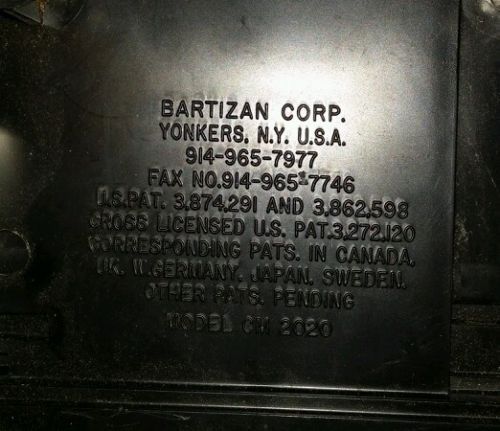 BARTIZAN CORP.
YONKERS, N.Y. U.S.A.
914-965-7977
FAX NO.914-965-7746
U.S.PAT. 3,874,291 AND 3,862,598
CROSS LICENSED U.S. PAT.3,272,120
CORRESPONDING PATS. IN CANADA,
UK, W.GERMANY, JAPAN, SWEDEN.
OTHER PATS. PENDING
MODEL CM 2020